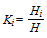 Kᵢ = Hᵢ / H